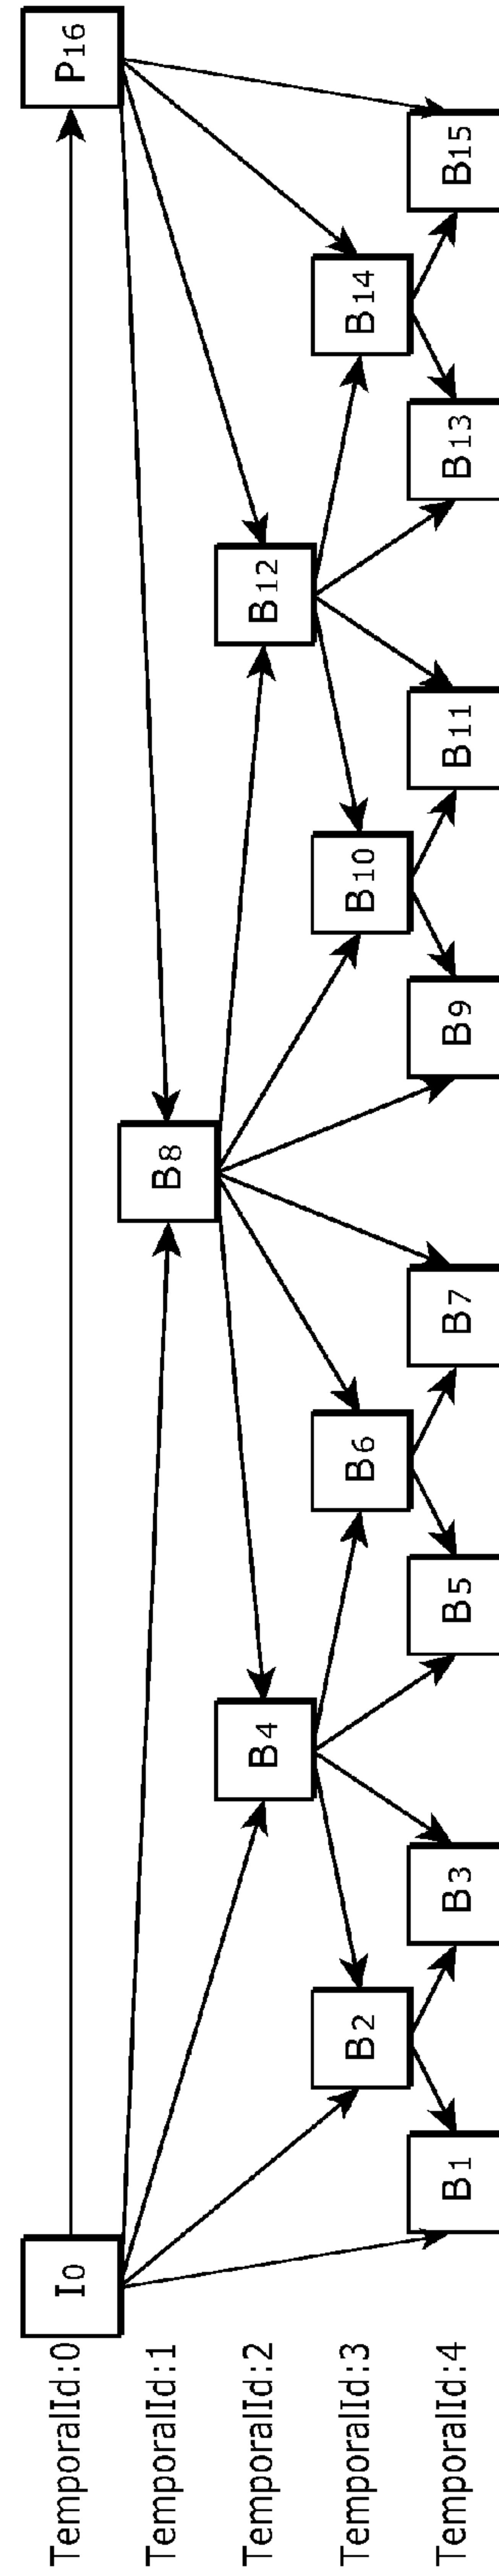 TemporalId:0 I0 P16
TemporalId:1 B8
TemporalId:2 B4 B12
TemporalId:3 B2 B6 B10 B14
TemporalId:4 B1 B3 B5 B7 B9 B11 B13 B15